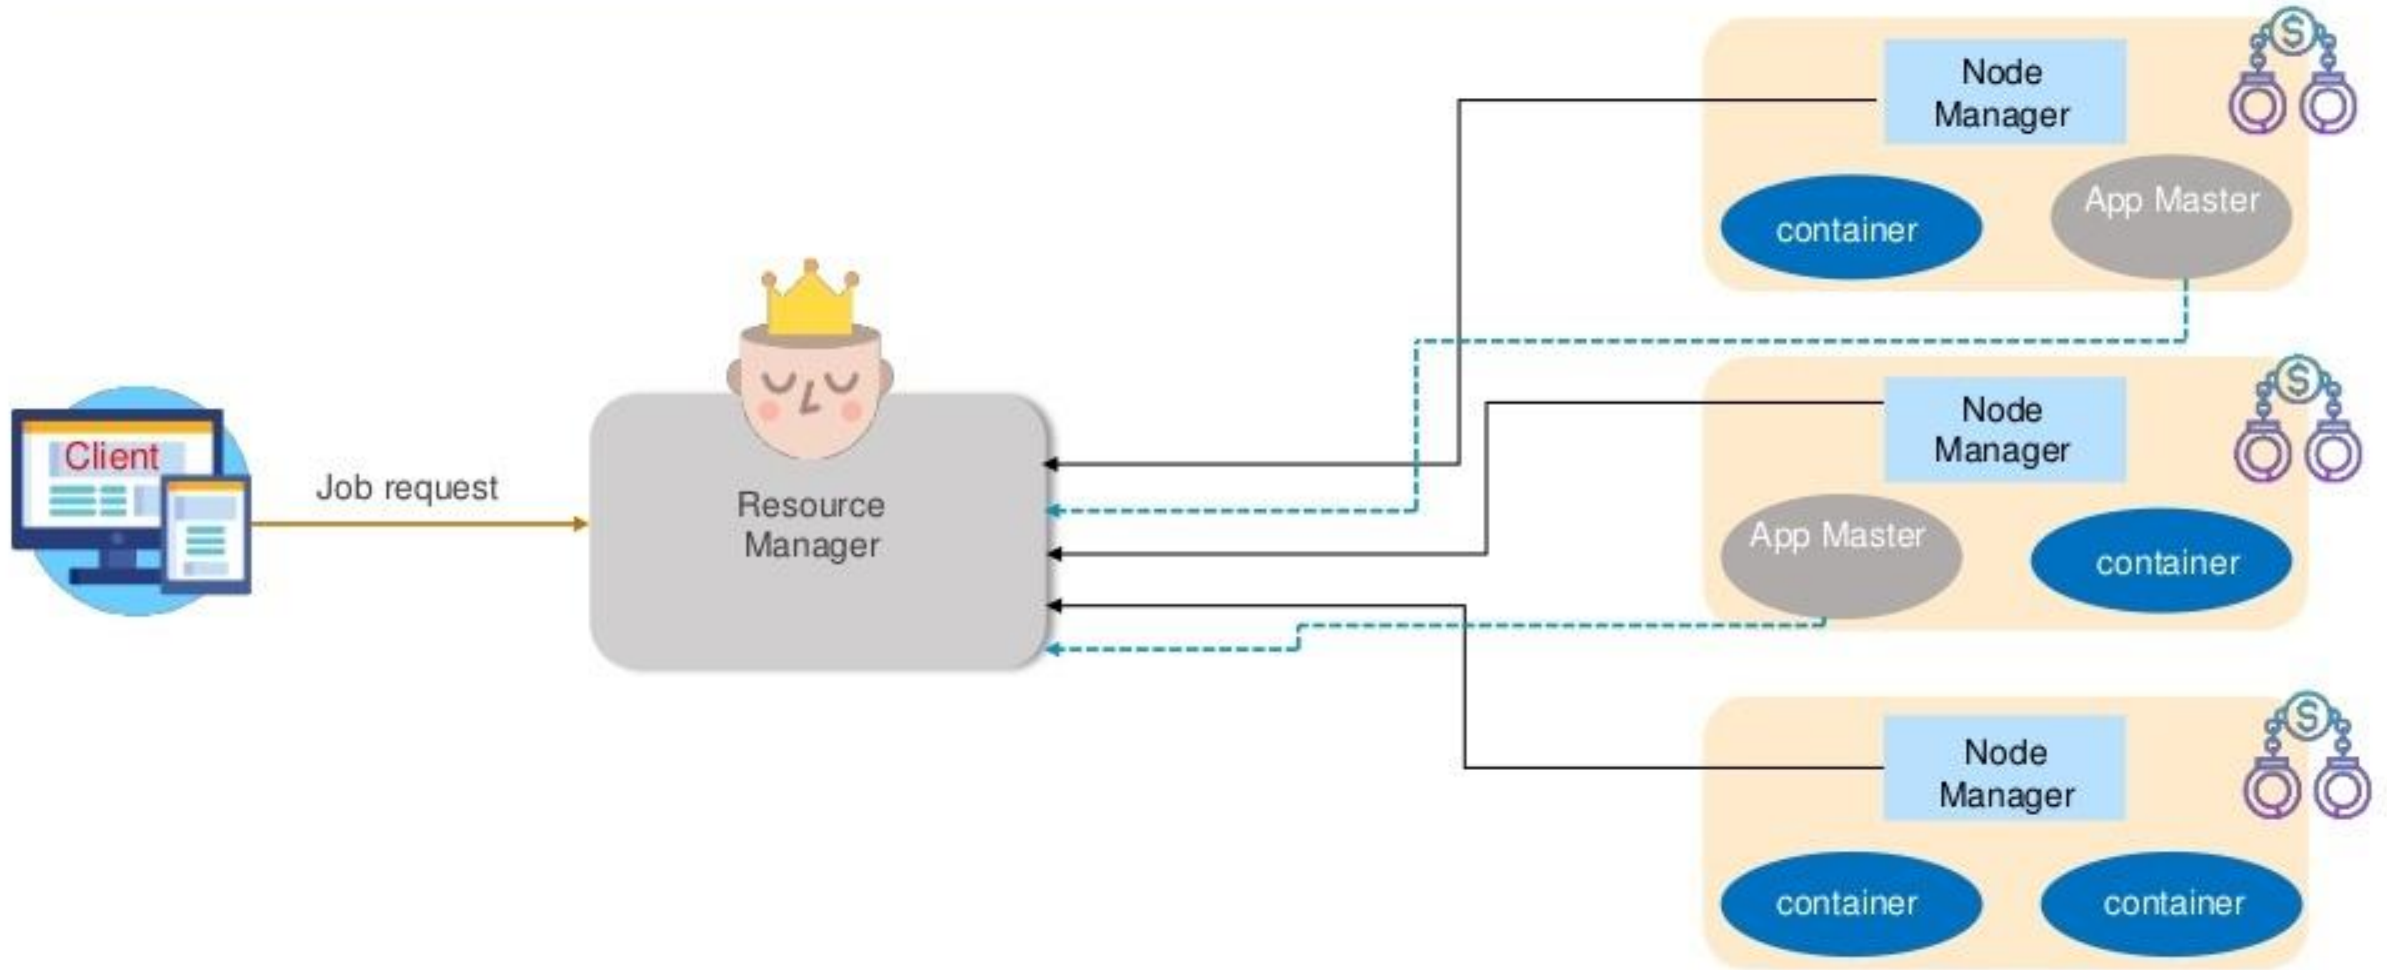 Client
Job request
Resource
Manager
Node
Manager
container
App Master
Node
Manager
App Master
container
Node
Manager
container
container
$
$
$